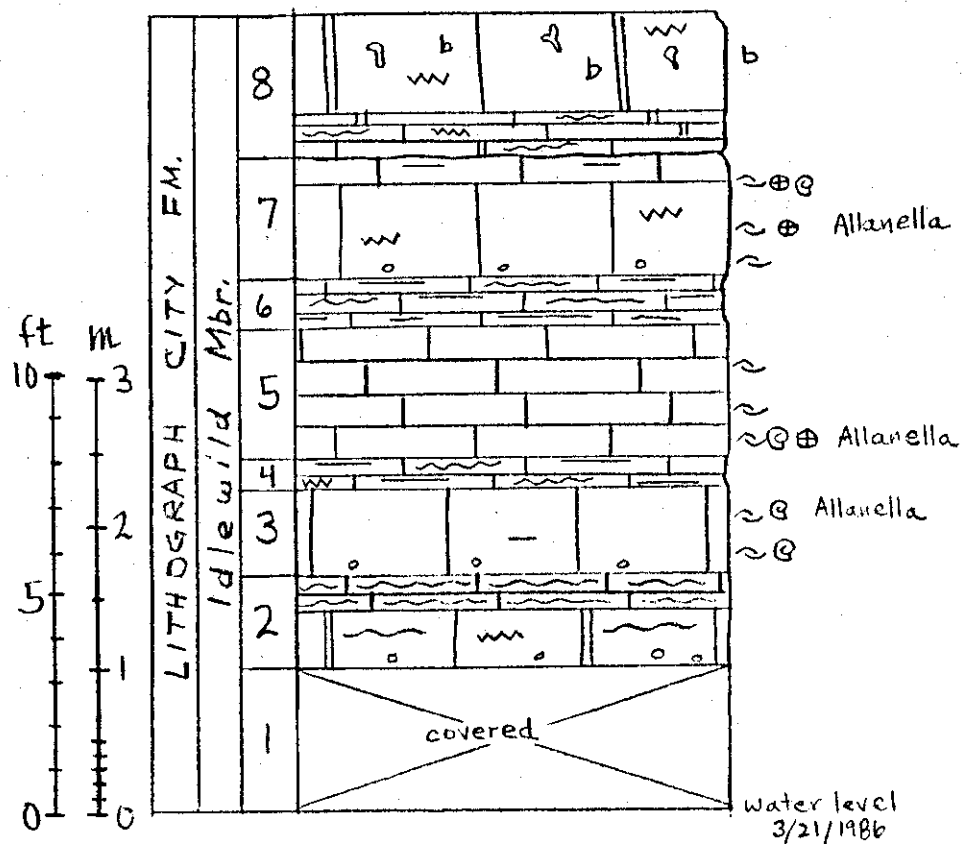 LITHOGRAPH CITY FM.
Idlewild Mbr.
8
7
6
5
4
3
2
1
b
b
b
Allanella
Allanella
Allanella
covered
water level
3/21/1986
ft
10
5
0
m
3
2
1
0